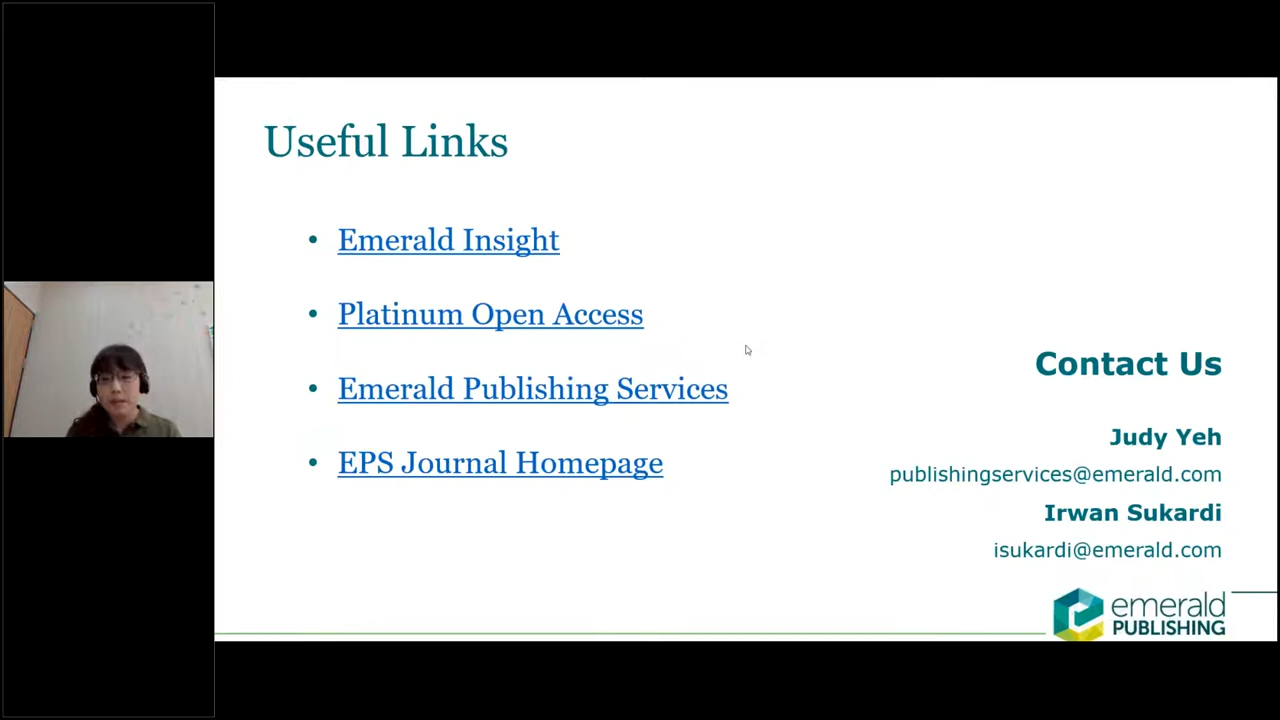 Useful Links
• Emerald Insight
• Platinum Open Access
• Emerald Publishing Services
• EPS Journal Homepage
Contact Us
Judy Yeh
publishingservices@emerald.com
Irwan Sukardi
isukardi@emerald.com
emerald
PUBLISHING